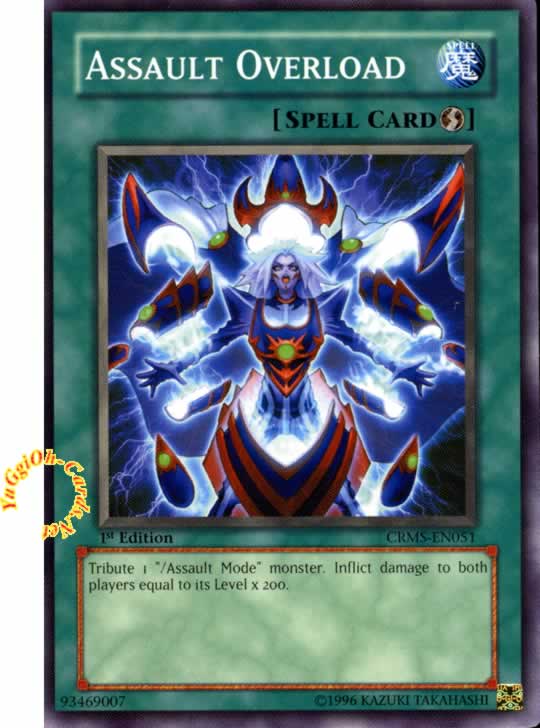 Assault Overload
SPELL
魔
[Spell Card]
1st Edition
CRMS-EN051
Tribute 1 "/Assault Mode" monster. Inflict damage to both
players equal to its Level x 200.
93469007
©1996 KAZUKI TAKAHASHI
YuGgiOh-Cards.Net